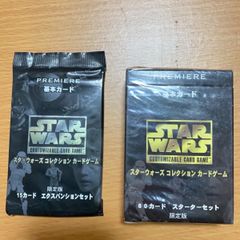 PREMIERE
基本カード
STAR
WARS
CUSTOMIZABLE CARD GAME
スターウォーズ コレクション カードゲーム
15カード エクスパンションセット
限定版
PREMIERE
基本カード
STAR
WARS
CUSTOMIZABLE CARD GAME
スターウォーズ コレクション カードゲーム
60カード スターターセット
限定版